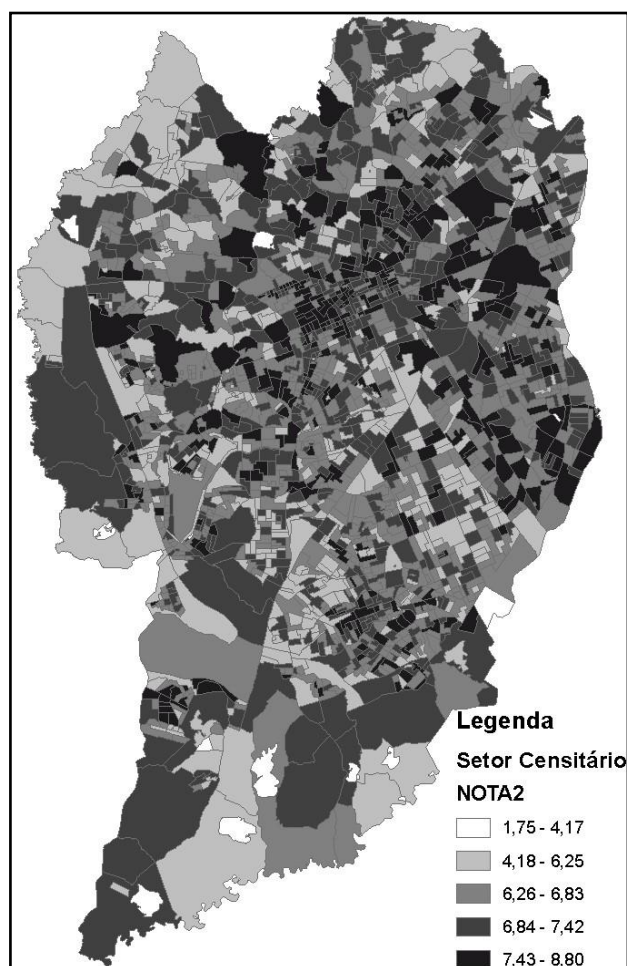 Legenda
Setor Censitário
NOTA2
1,75 - 4,17
4,18 - 6,25
6,26 - 6,83
6,84 - 7,42
7,43 - 8,80